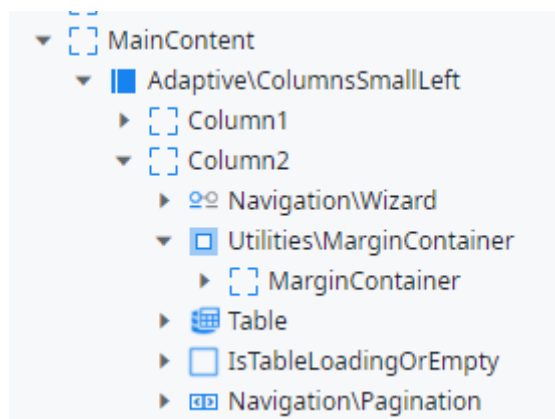 MainContent
Adaptive\ColumnsSmallLeft
Column1
Column2
Navigation\Wizard
Utilities\MarginContainer
MarginContainer
Table
IsTableLoadingOrEmpty
Navigation\Pagination